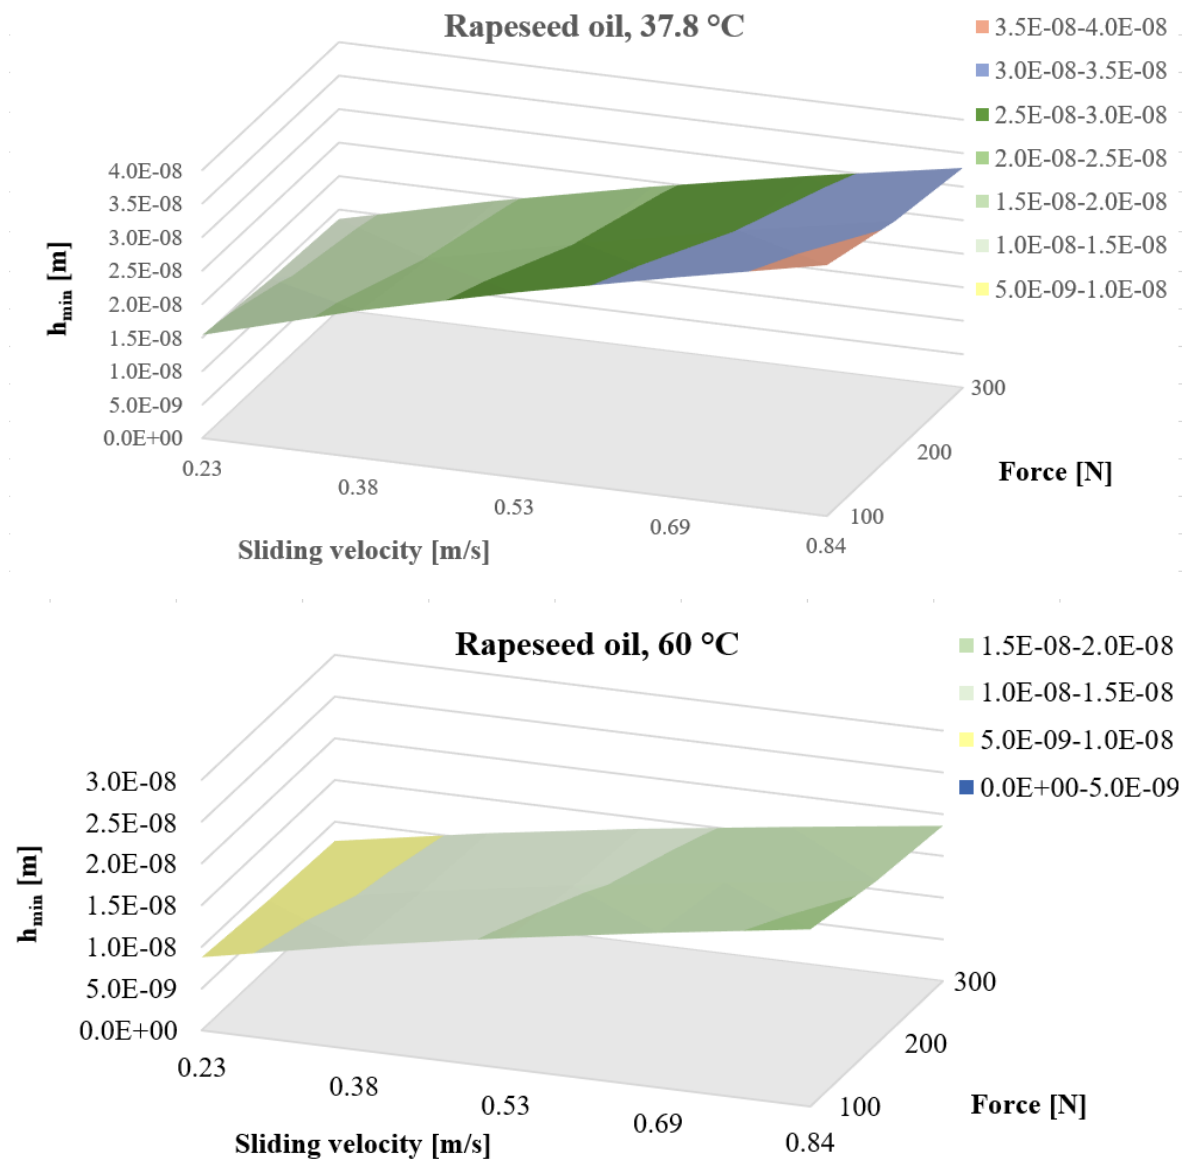 Rapeseed oil, 37.8 °C
3.5E-08-4.0E-08
3.0E-08-3.5E-08
2.5E-08-3.0E-08
2.0E-08-2.5E-08
1.5E-08-2.0E-08
1.0E-08-1.5E-08
5.0E-09-1.0E-08
4.0E-08
3.5E-08
3.0E-08
2.5E-08
2.0E-08
1.5E-08
1.0E-08
5.0E-09
0.0E+00
hmin [m]
0.23
0.38
0.53
0.69
0.84
Sliding velocity [m/s]
300
200
100
Force [N]
Rapeseed oil, 60 °C
1.5E-08-2.0E-08
1.0E-08-1.5E-08
5.0E-09-1.0E-08
0.0E+00-5.0E-09
3.0E-08
2.5E-08
2.0E-08
1.5E-08
1.0E-08
5.0E-09
0.0E+00
hmin [m]
0.23
0.38
0.53
0.69
0.84
Sliding velocity [m/s]
300
200
100
Force [N]